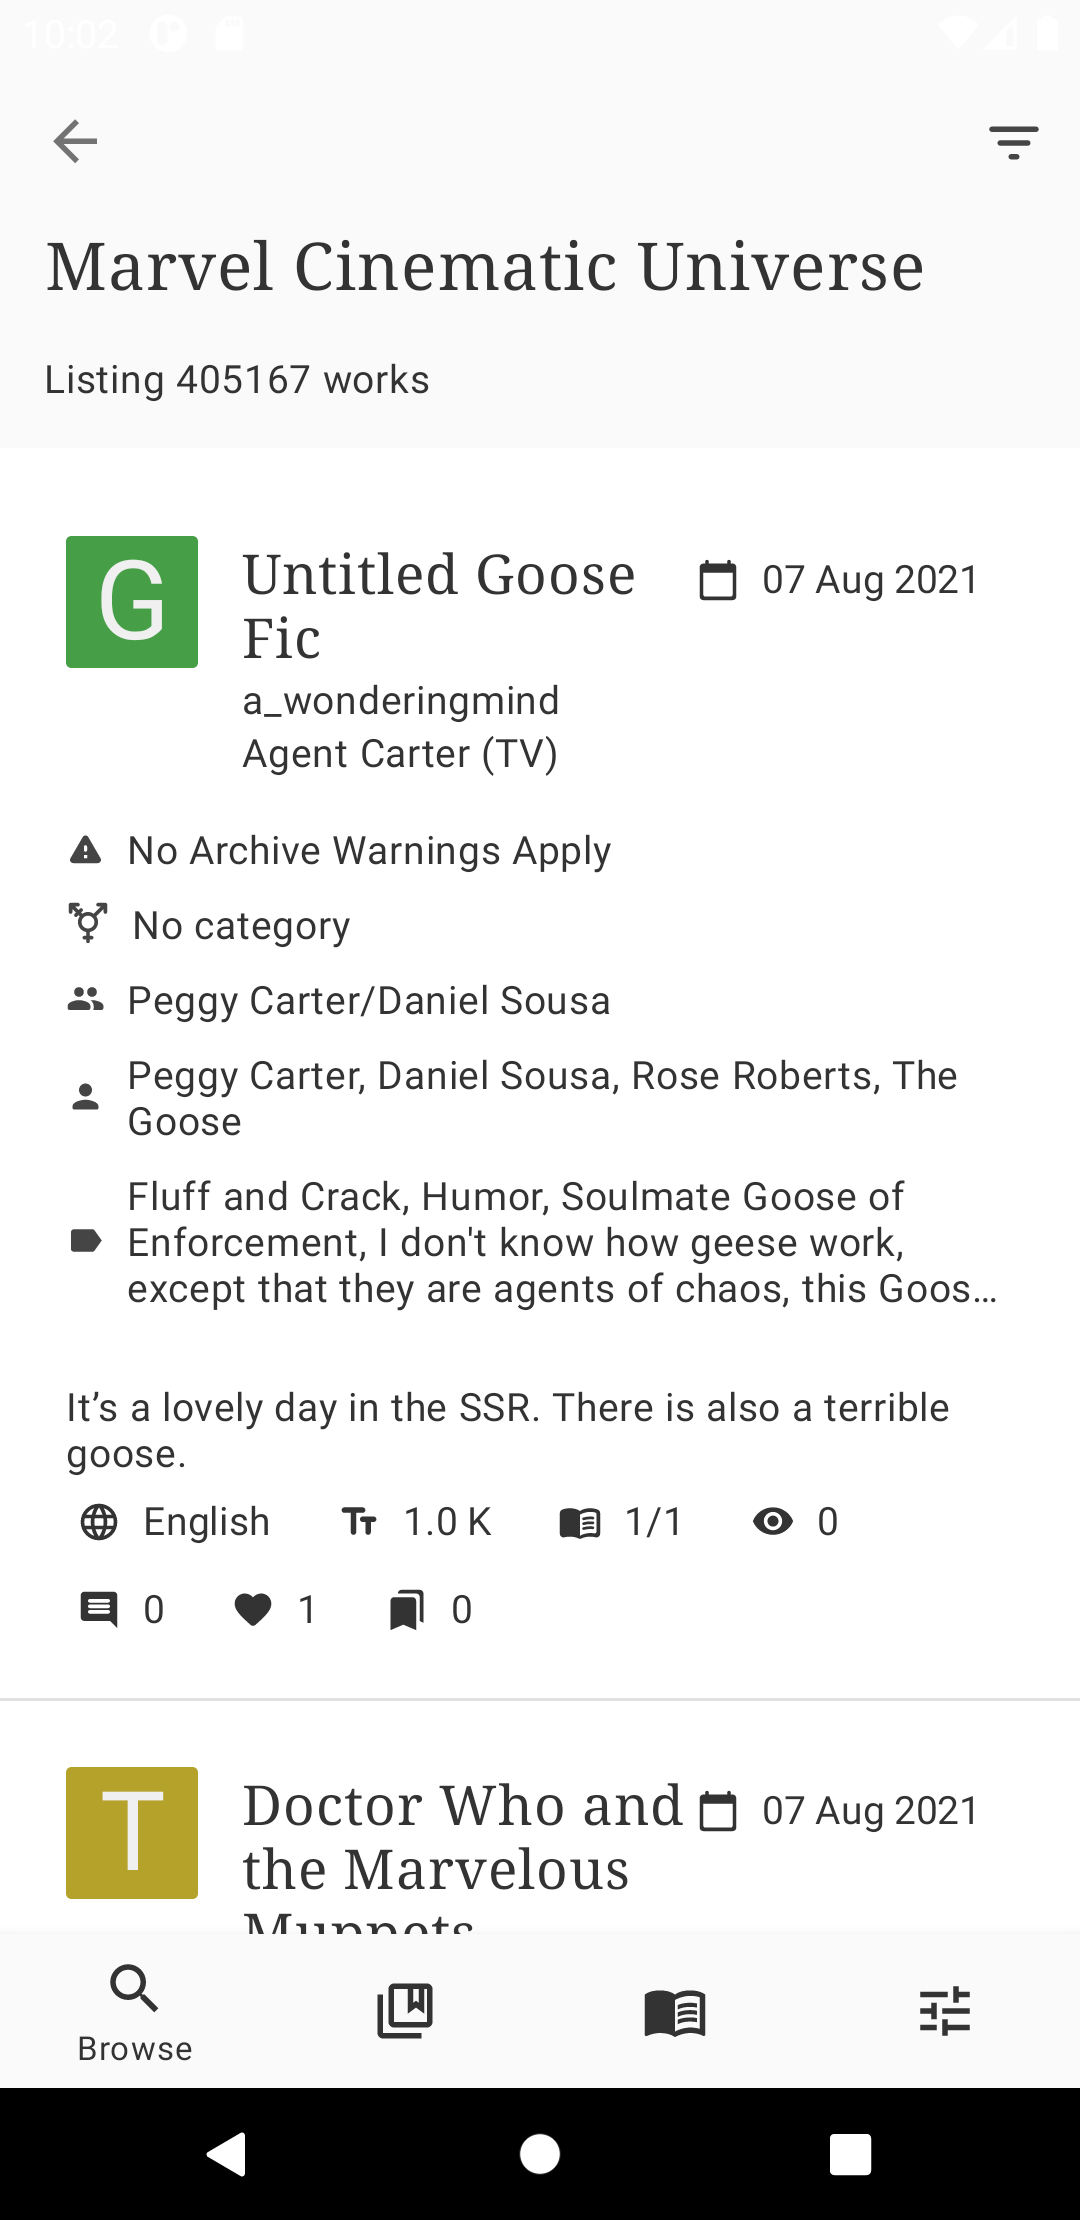 10:02
Marvel Cinematic Universe
Listing 405167 works
G
Untitled Goose
Fic
07 Aug 2021
a_wonderingmind
Agent Carter (TV)
No Archive Warnings Apply
No category
Peggy Carter/Daniel Sousa
Peggy Carter, Daniel Sousa, Rose Roberts, The
Goose
Fluff and Crack, Humor, Soulmate Goose of
Enforcement, I don't know how geese work,
except that they are agents of chaos, this Goos…
It’s a lovely day in the SSR. There is also a terrible
goose.
English 1.0 K 1/1 0
0 1 0
T
Doctor Who and
the Marvelous
Muppets
07 Aug 2021
Browse